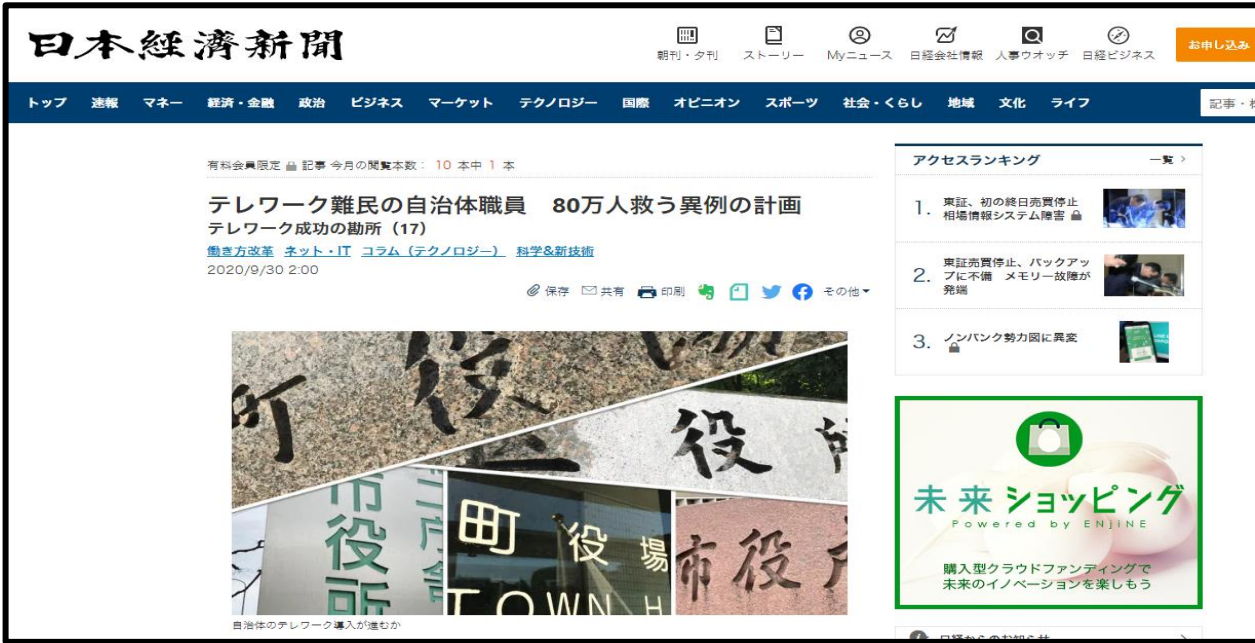 日本経済新聞
朝刊・夕刊 ストーリー Myニュース 日経会社情報 人事ウオッチ 日経ビジネス
お申し込み
トップ 速報 マネー 経済・金融 政治 ビジネス マーケット テクノロジー 国際 オピニオン スポーツ 社会・くらし 地域 文化 ライフ
記事・
有料会員限定 記事 今月の閲覧本数： 10 本中 1 本
テレワーク難民の自治体職員 80万人救う異例の計画
テレワーク成功の勘所（17）
働き方改革 ネット・IT コラム（テクノロジー） 科学&新技術
2020/9/30 2:00
保存 共有 印刷 その他
町 役
役
市役所
町 役 場
TOWN H
市役
自治体のテレワーク導入が進むか
アクセスランキング 一覧
1. 東証、初の終日売買停止
相場情報システム障害
2. 東証売買停止、バックアッ
プに不備 メモリー故障が
発端
3. ノンバンク勢力図に異変
未来ショッピング
Powered by ENjiNE
購入型クラウドファンディングで
未来のイノベーションを楽しもう
日経からのお知らせ